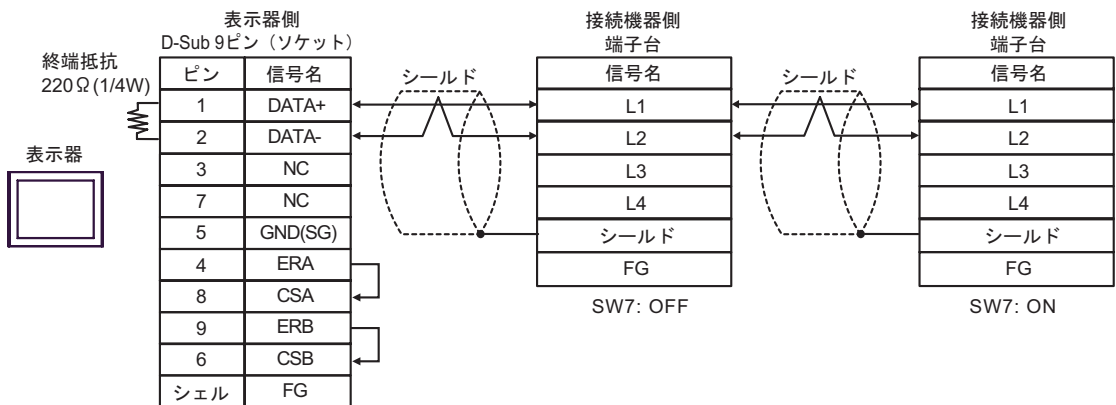 表示器側
D-Sub 9ピン（ソケット）
終端抵抗
220Ω(1/4W)
表示器
ピン 信号名
1 DATA+
2 DATA-
3 NC
7 NC
5 GND(SG)
4 ERA
8 CSA
9 ERB
6 CSB
シェル FG
シールド
接続機器側
端子台
信号名
L1
L2
L3
L4
シールド
FG
SW7: OFF
シールド
接続機器側
端子台
信号名
L1
L2
L3
L4
シールド
FG
SW7: ON